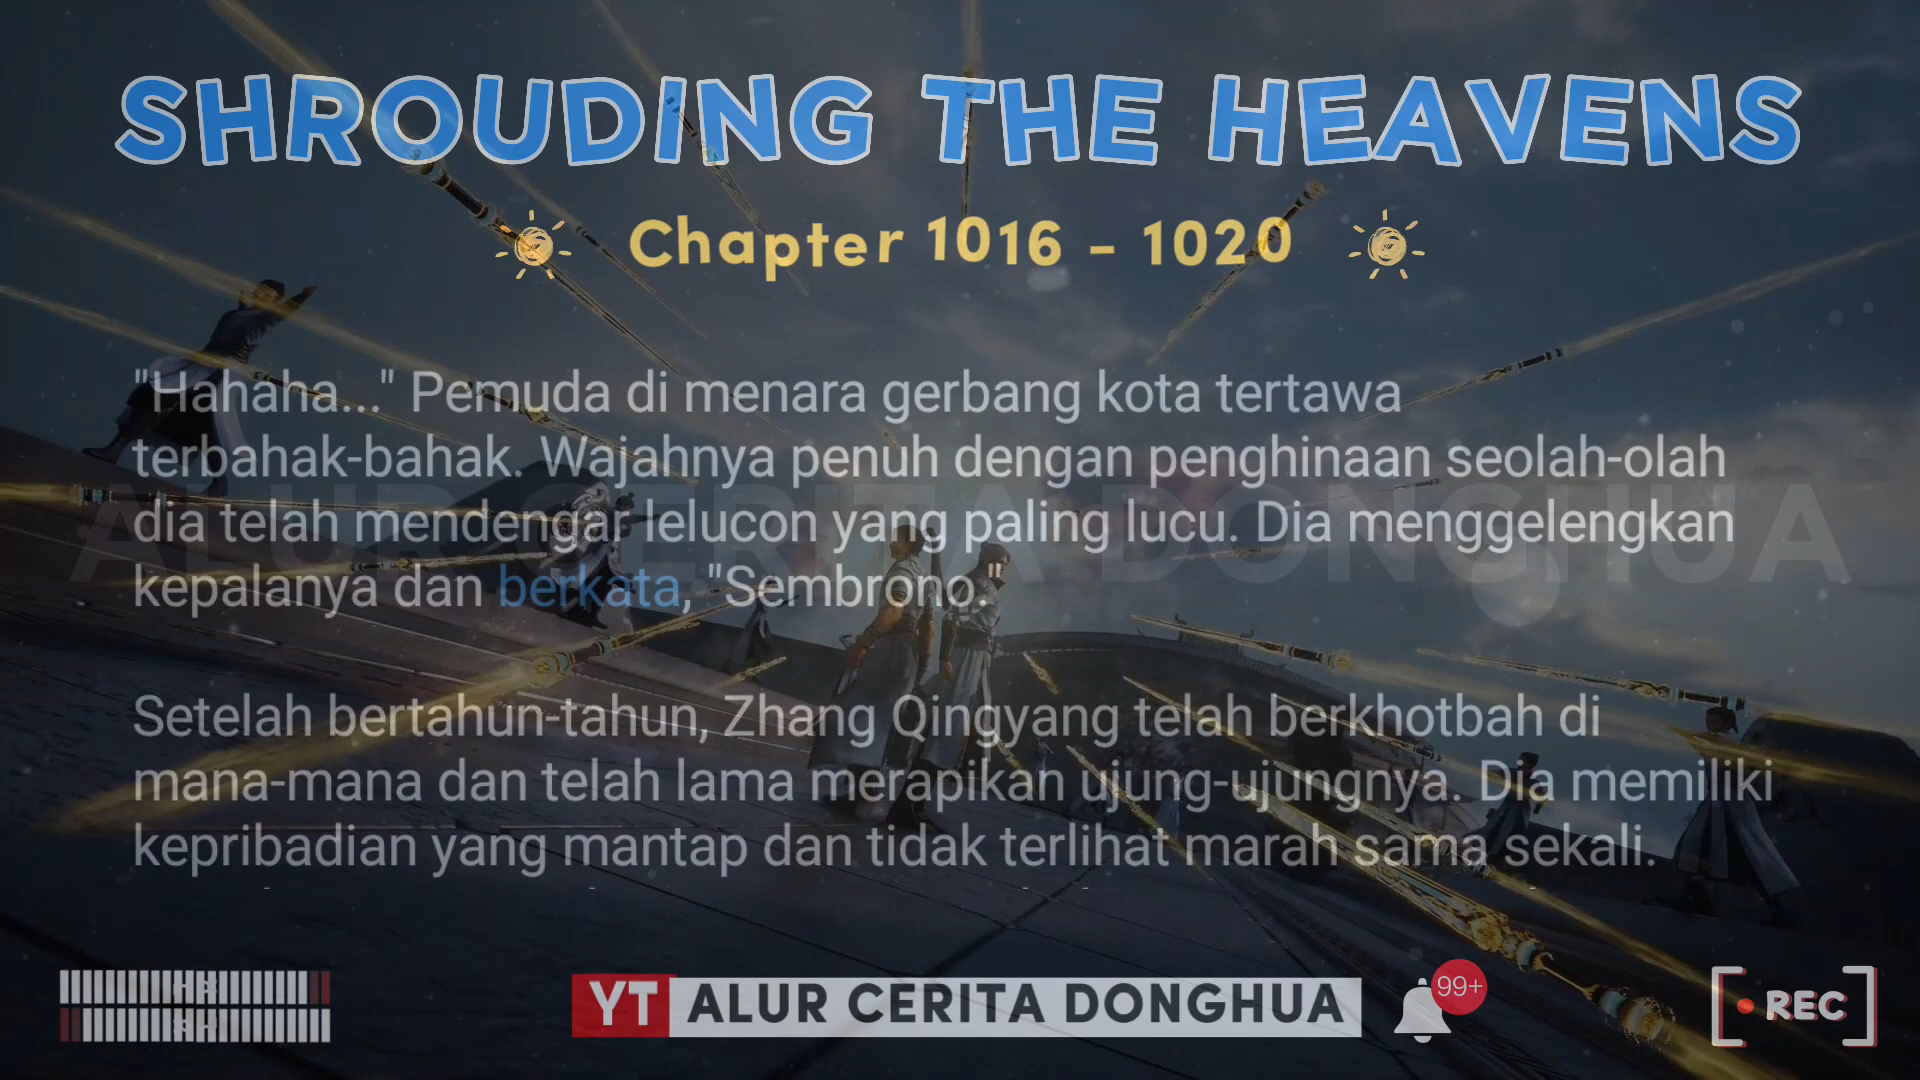 SHROUDING THE HEAVENS
Chapter 1016 - 1020
"Hahaha..." Pemuda di menara gerbang kota tertawa
terbahak-bahak. Wajahnya penuh dengan penghinaan seolah-olah
dia telah mendengar lelucon yang paling lucu. Dia menggelengkan
kepalanya dan berkata, "Sembrono."
ALUR CERITA DONGHUA
Setelah bertahun-tahun, Zhang Qingyang telah berkhotbah di
mana-mana dan telah lama merapikan ujung-ujungnya. Dia memiliki
kepribadian yang mantap dan tidak terlihat marah sama sekali.
YT ALUR CERITA DONGHUA
99+
REC